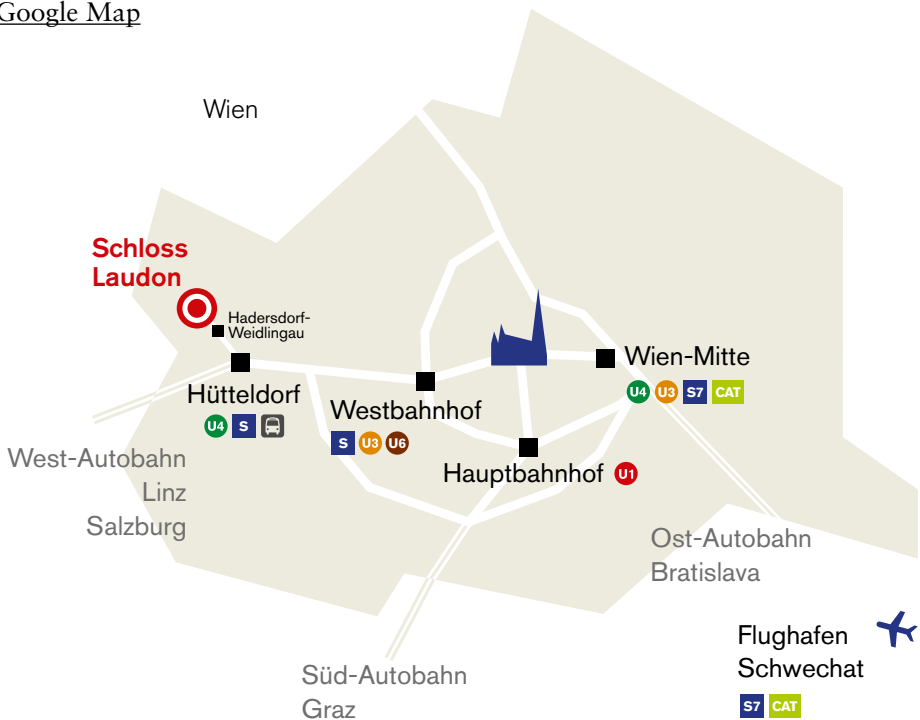 Google Map
Wien
Schloss
Laudon
Hadersdorf-
Weidlingau
Hütteldorf
U4 S
Westbahnhof
S U3 U6
Wien-Mitte
U4 U3 S7 CAT
Hauptbahnhof U1
West-Autobahn
Linz
Salzburg
Ost-Autobahn
Bratislava
Süd-Autobahn
Graz
Flughafen
Schwechat
S7 CAT